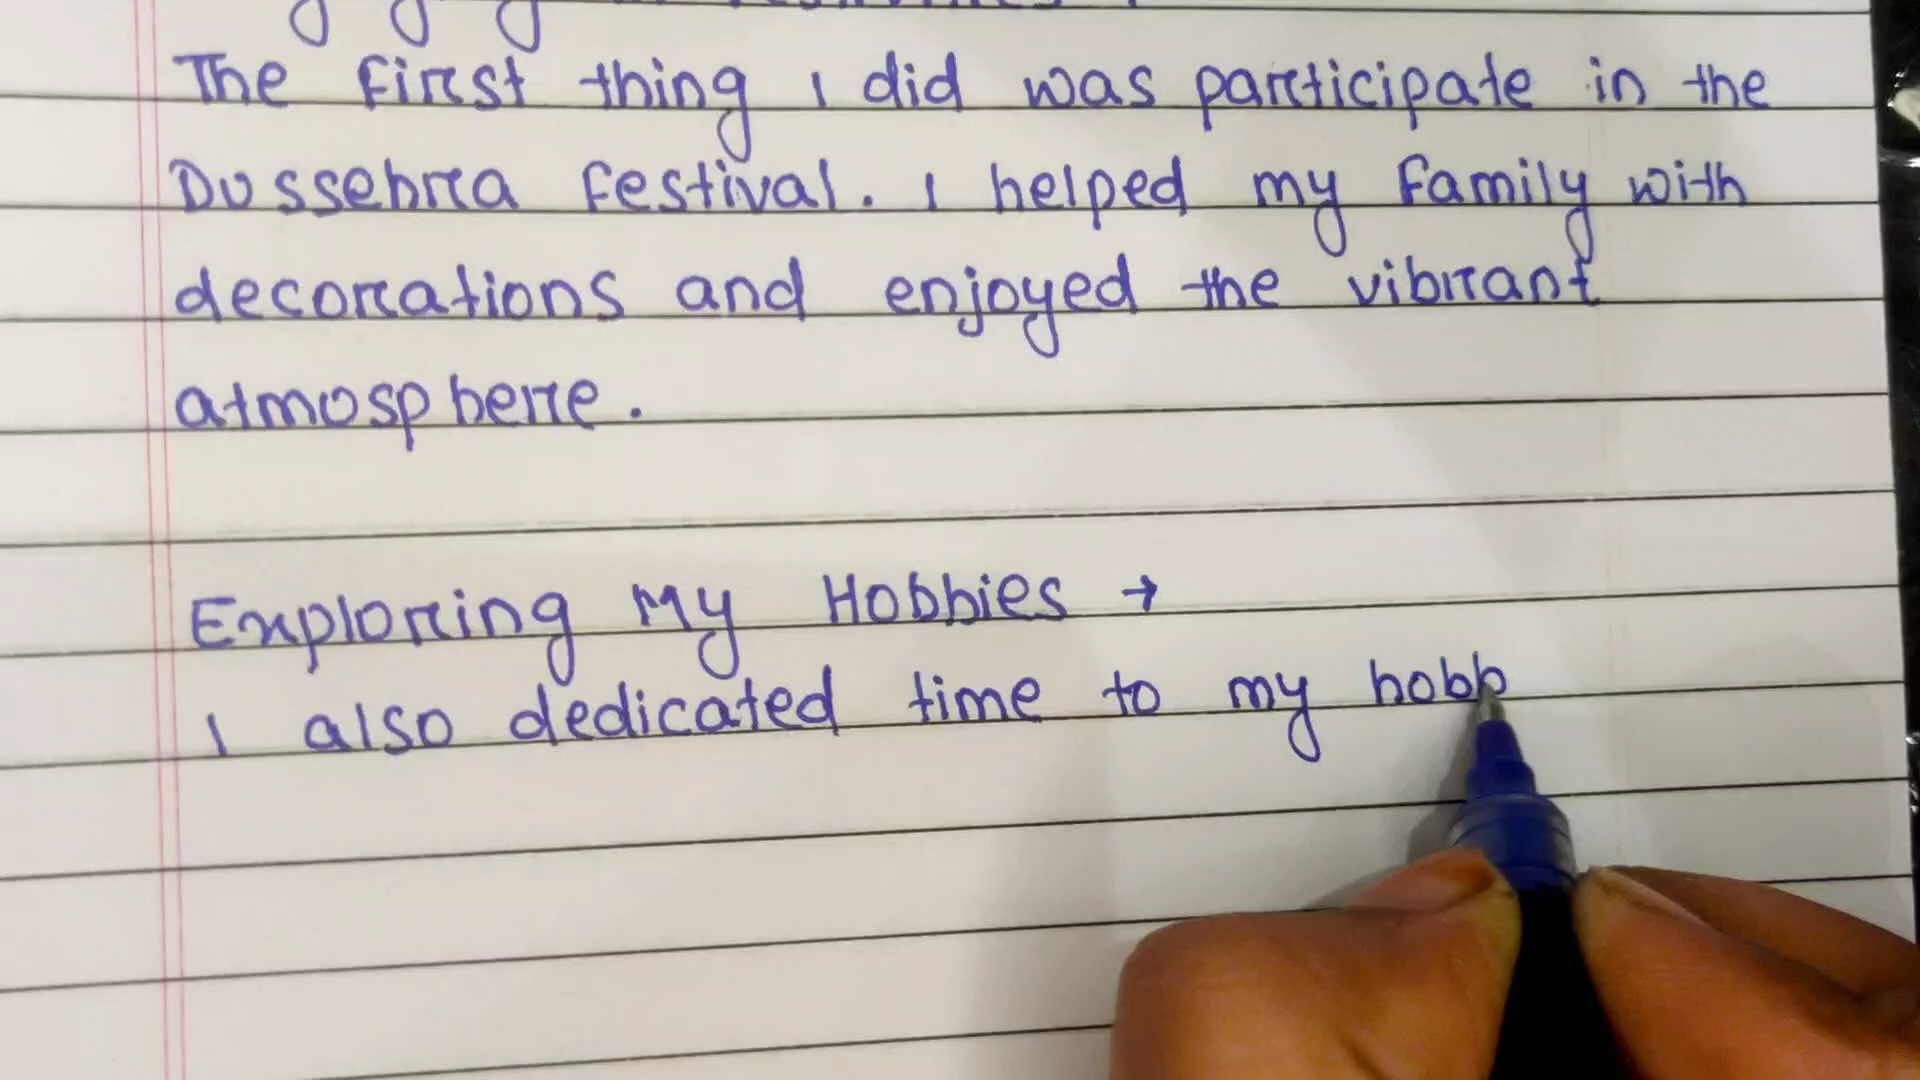 The first thing I did was participate in the
Dussehra festival. I helped my family with
decorations and enjoyed the vibrant
atmosphere.
Exploring My Hobbies →
I also dedicated time to my hobb